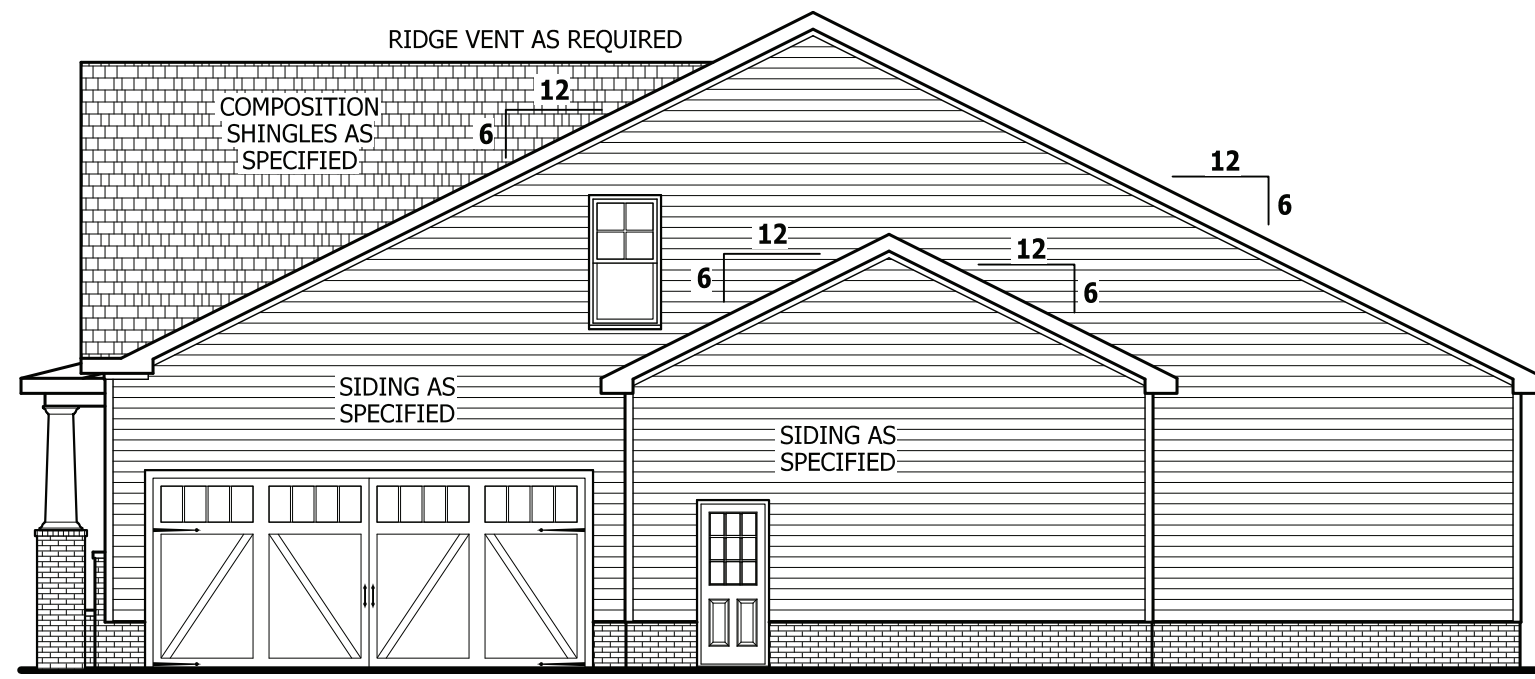 RIDGE VENT AS REQUIRED
12
6
COMPOSITION
SHINGLES AS
SPECIFIED
12
6
12
6
12
6
SIDING AS
SPECIFIED
SIDING AS
SPECIFIED